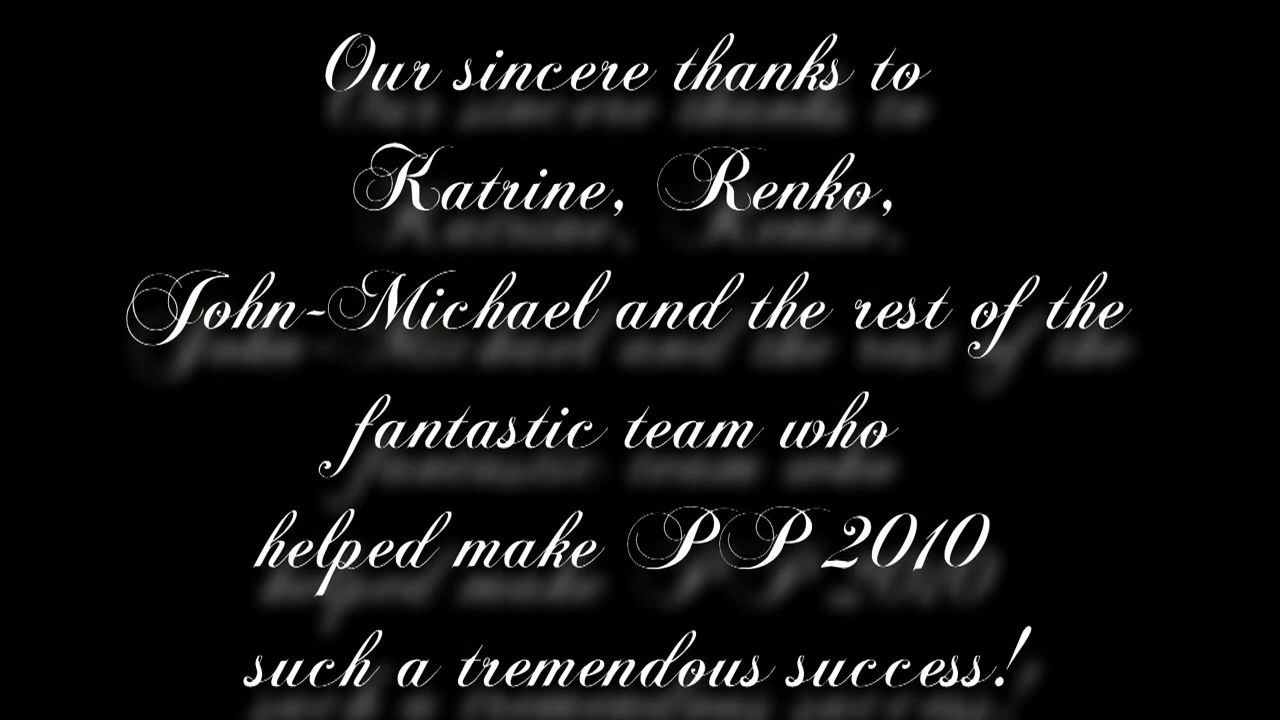 Our sincere thanks to
Katrine, Renko,
John-Michael and the rest of the
fantastic team who
helped make PP 2010
such a tremendous success!